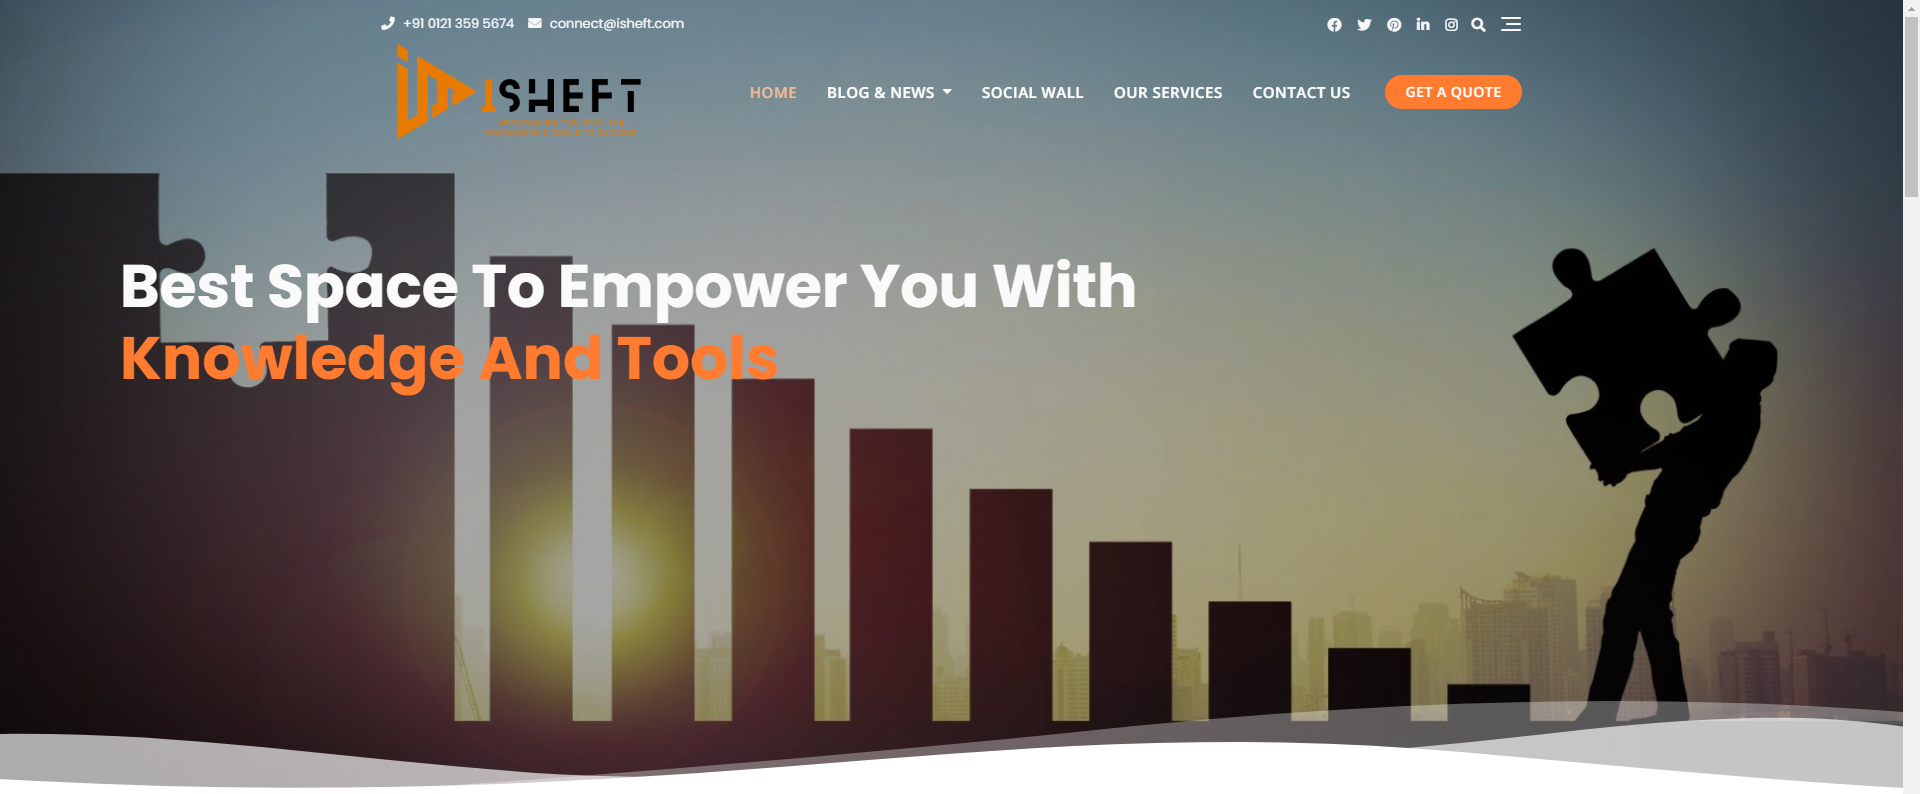 +91 0121 359 5674 connect@isheft.com
ISHEFT
HOME BLOG & NEWS SOCIAL WALL OUR SERVICES CONTACT US GET A QUOTE
Best Space To Empower You With
Knowledge And Tools